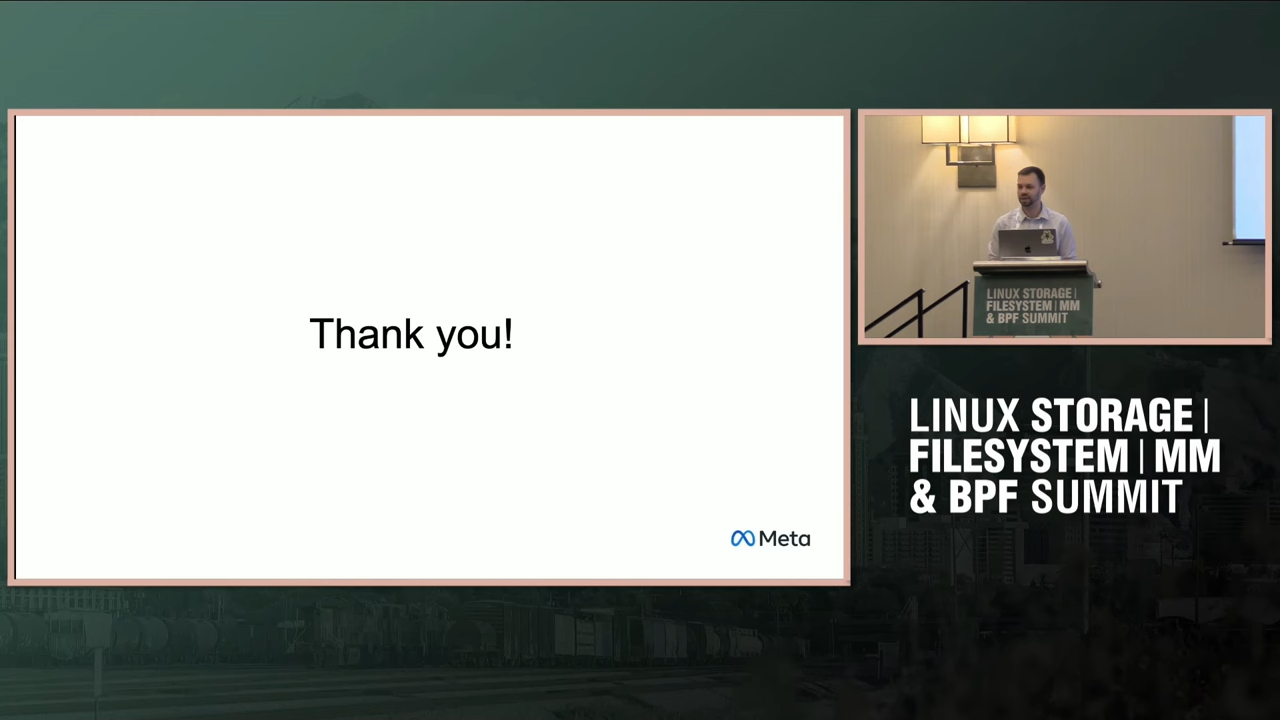 Thank you!
Meta
LINUX STORAGE |
FILESYSTEM | MM
& BPF SUMMIT
LINUX STORAGE |
FILESYSTEM | MM
& BPF SUMMIT